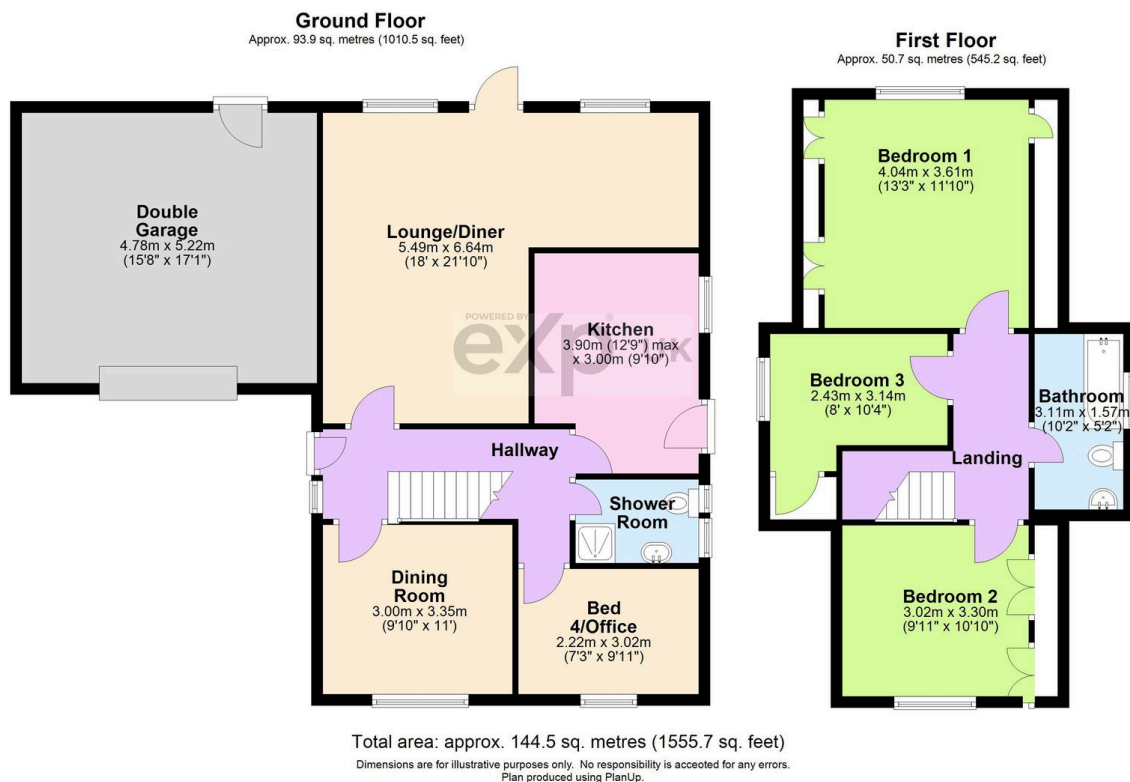 Ground Floor
Approx. 93.9 sq. metres (1010.5 sq. feet)
First Floor
Approx. 50.7 sq. metres (545.2 sq. feet)
Double
Garage
4.78m x 5.22m
(15'8" x 17'1")
Lounge/Diner
5.49m x 6.64m
(18' x 21'10")
POWERED BY
eXp® UK
Kitchen
3.90m (12'9") max
x 3.00m (9'10")
Hallway
Shower
Room
Dining
Room
3.00m x 3.35m
(9'10" x 11')
Bed
4/Office
2.22m x 3.02m
(7'3" x 9'11")
Bedroom 1
4.04m x 3.61m
(13'3" x 11'10")
Bedroom 3
2.43m x 3.14m
(8' x 10'4")
Bathroom
3.11m x 1.57m
(10'2" x 5'2")
Landing
Bedroom 2
3.02m x 3.30m
(9'11" x 10'10")
Total area: approx. 144.5 sq. metres (1555.7 sq. feet)
Dimensions are for illustrative purposes only. No responsibility is accepted for any errors.
Plan produced using PlanUp.